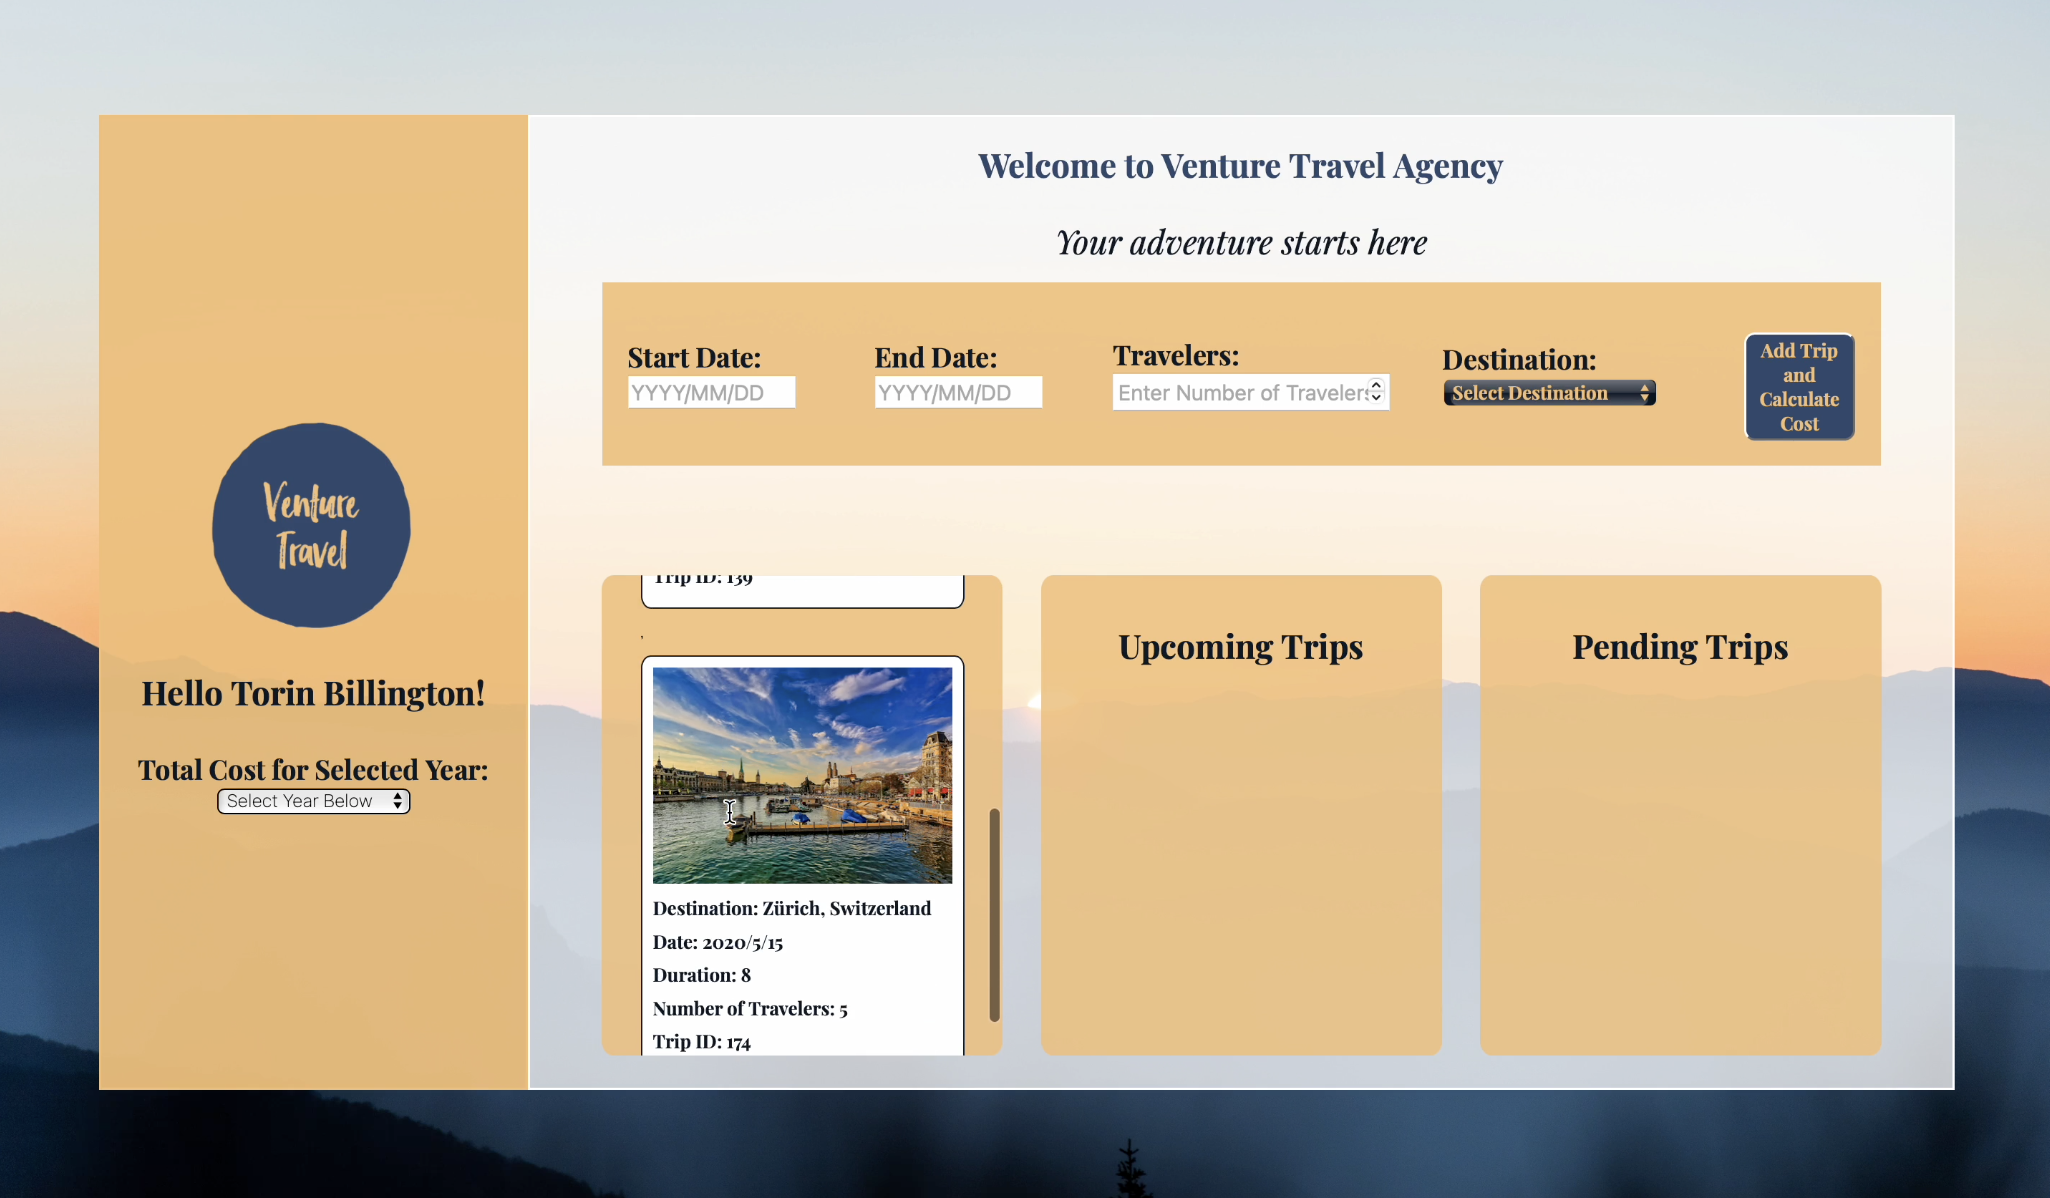 Venture
Travel
Hello Torin Billington!
Total Cost for Selected Year:
Select Year Below
Welcome to Venture Travel Agency
Your adventure starts here
Start Date:
YYYY/MM/DD
End Date:
YYYY/MM/DD
Travelers:
Enter Number of Travelers
Destination:
Select Destination
Add Trip
and
Calculate
Cost
Trip ID: 139
,
Destination: Zürich, Switzerland
Date: 2020/5/15
Duration: 8
Number of Travelers: 5
Trip ID: 174
Upcoming Trips
Pending Trips